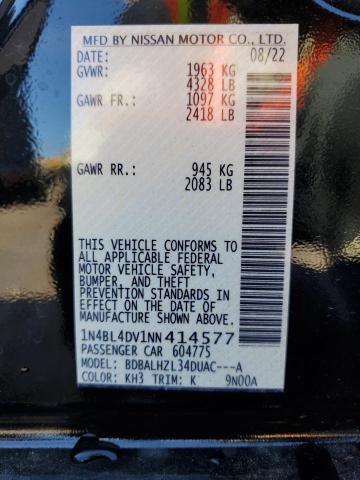 MFD BY NISSAN MOTOR CO., LTD.
DATE: 08/22
GVWR: 1963 KG
4328 LB
GAWR FR.: 1097 KG
2418 LB
GAWR RR.: 945 KG
2083 LB
THIS VEHICLE CONFORMS TO
ALL APPLICABLE FEDERAL
MOTOR VEHICLE SAFETY,
BUMPER, AND THEFT
PREVENTION STANDARDS IN
EFFECT ON THE DATE OF
MANUFACTURE SHOWN ABOVE.
1N4BL4DV1NN414577
PASSENGER CAR 604775
MODEL: BDBALHZL34DUAC---A
COLOR: KH3 TRIM: K 9N00A